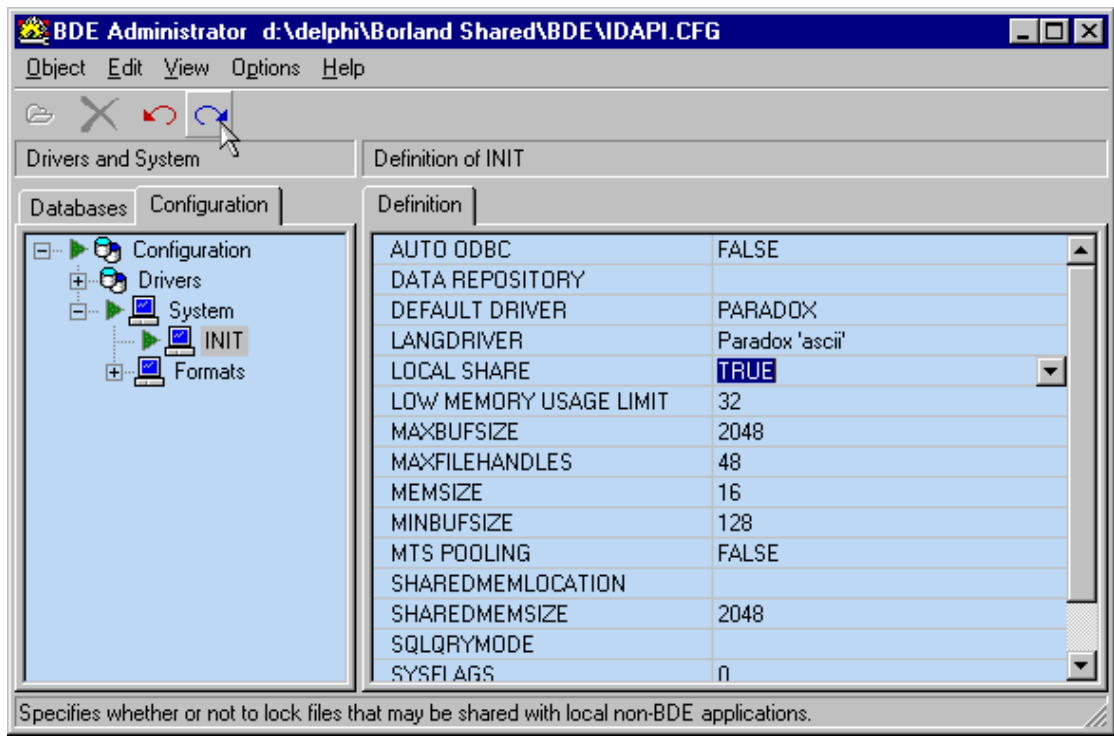 BDE Administrator d:\delphi\Borland Shared\BDE\IDAPI.CFG
Object Edit View Options Help
Drivers and System
Definition of INIT
Databases Configuration
Definition
Configuration
Drivers
System
INIT
Formats
AUTO ODBC FALSE
DATA REPOSITORY
DEFAULT DRIVER PARADOX
LANGDRIVER Paradox 'ascii'
LOCAL SHARE TRUE
LOW MEMORY USAGE LIMIT 32
MAXBUFSIZE 2048
MAXFILEHANDLES 48
MEMSIZE 16
MINBUFSIZE 128
MTS POOLING FALSE
SHAREDMEMLOCATION
SHAREDMEMSIZE 2048
SQLQRYMODE
SYSFLAGS 0
Specifies whether or not to lock files that may be shared with local non-BDE applications.